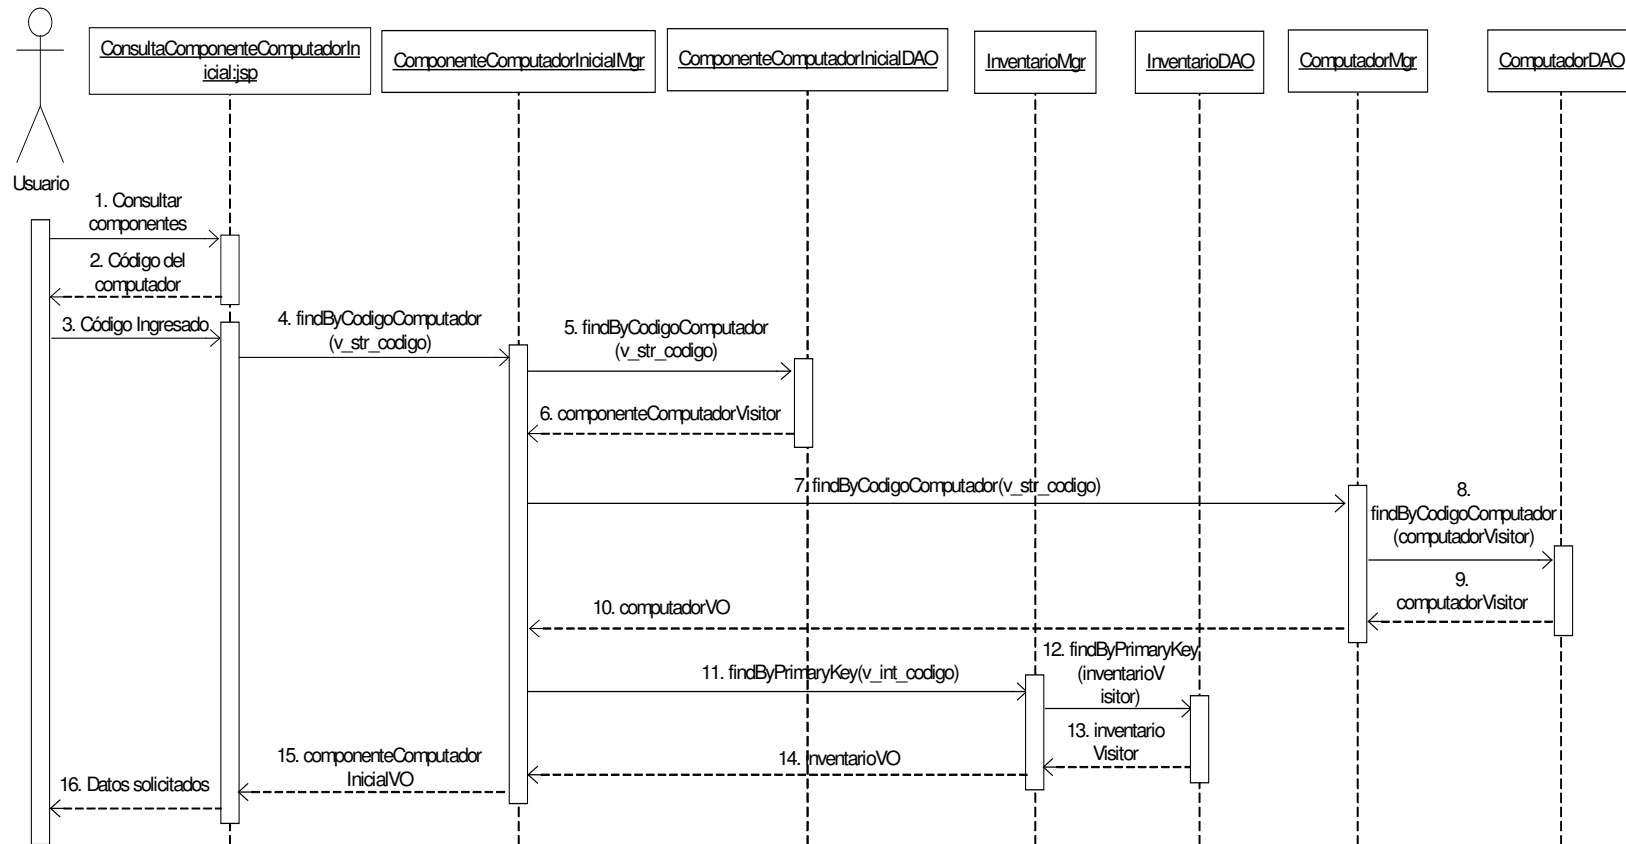 ConsultaComponenteComputadorIn
icial:jsp
ComponenteComputadorInicialMgr
ComponenteComputadorInicialDAO
InventarioMgr
InventarioDAO
ComputadorMgr
ComputadorDAO
Usuario
1. Consultar
componentes
2. Código del
computador
3. Código Ingresado
4. findByCodigoComputador
(v_str_codigo)
5. findByCodigoComputador
(v_str_codigo)
6. componenteComputadorVisitor
7. findByCodigoComputador(v_str_codigo)
8.
findByCodigoComputador
(computadorVisitor)
9.
computadorVisitor
10. computadorVO
11. findByPrimaryKey(v_int_codigo)
12. findByPrimaryKey
(inventarioV
isitor)
13. inventario
Visitor
14. InventarioVO
15. componenteComputador
InicialVO
16. Datos solicitados